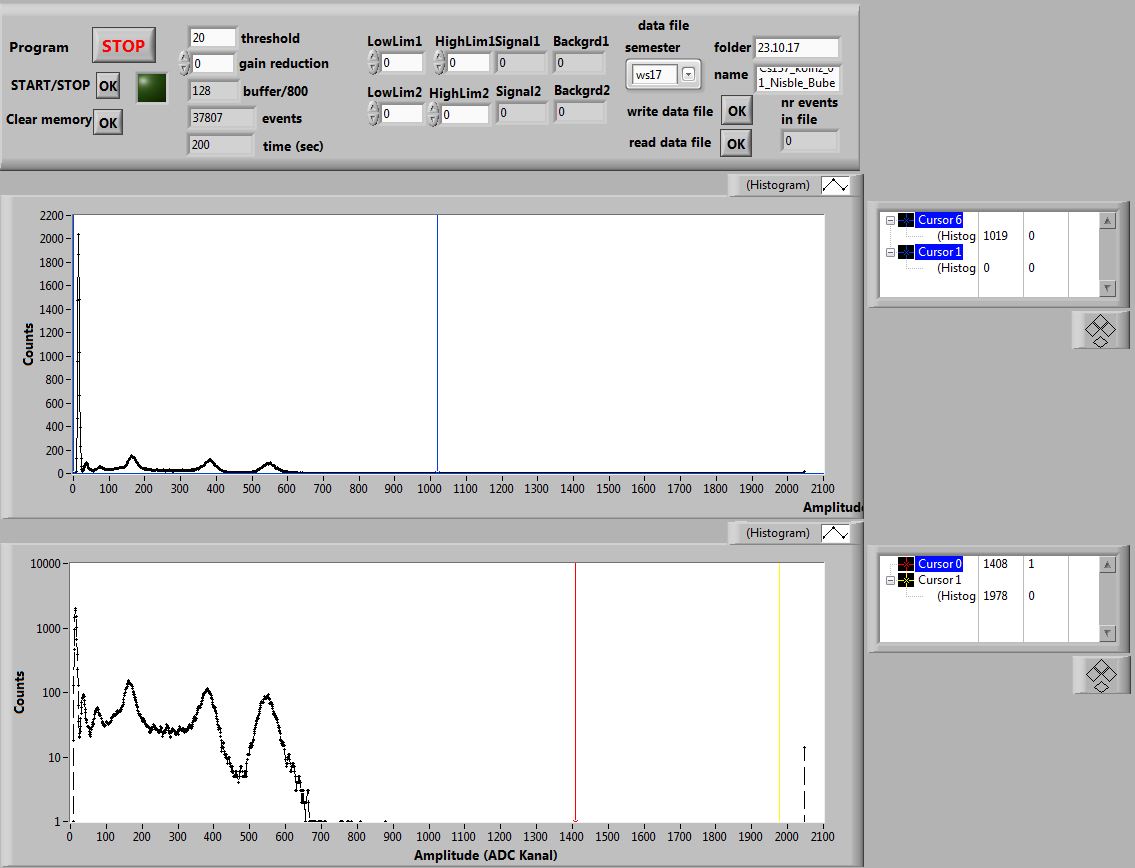 Program
STOP
START/STOP OK
Clear memory OK
20 threshold
0 gain reduction
128 buffer/800
37807 events
200 time (sec)
LowLim1 HighLim1 Signal1 Backgrd1
0 0 0 0
LowLim2 HighLim2 Signal2 Backgrd2
0 0 0 0
data file
semester
ws17
folder 23.10.17
name
1_Nisble_Bube
write data file OK
read data file OK
nr events
in file
0
(Histogram)
2200
2000
1800
1600
1400
1200
1000
800
600
400
200
0
Counts
0 100 200 300 400 500 600 700 800 900 1000 1100 1200 1300 1400 1500 1600 1700 1800 1900 2000 2100
Amplitude
Cursor 6
(Histog 1019 0
Cursor 1
(Histog 0 0
(Histogram)
10000
1000
100
10
1
Counts
0 100 200 300 400 500 600 700 800 900 1000 1100 1200 1300 1400 1500 1600 1700 1800 1900 2000 2100
Amplitude (ADC Kanal)
Cursor 0 1408 1
Cursor 1
(Histog 1978 0